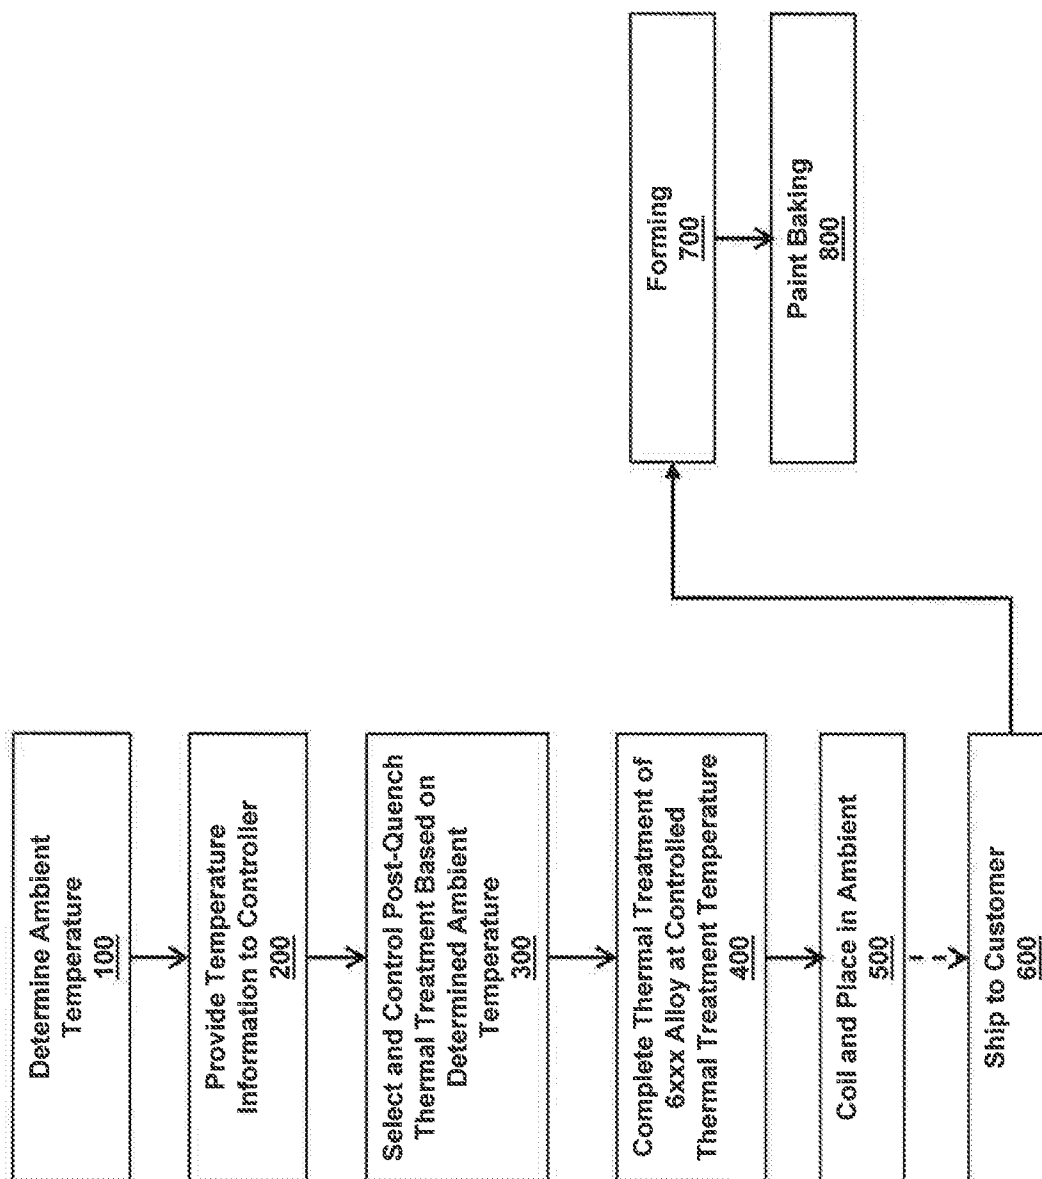 Determine Ambient
Temperature
100
Provide Temperature
Information to Controller
200
Select and Control Post-Quench
Thermal Treatment Based on
Determined Ambient
Temperature
300
Complete Thermal Treatment of
6xxx Alloy at Controlled
Thermal Treatment Temperature
400
Coil and Place in Ambient
500
Ship to Customer
600
Forming
700
Paint Baking
800